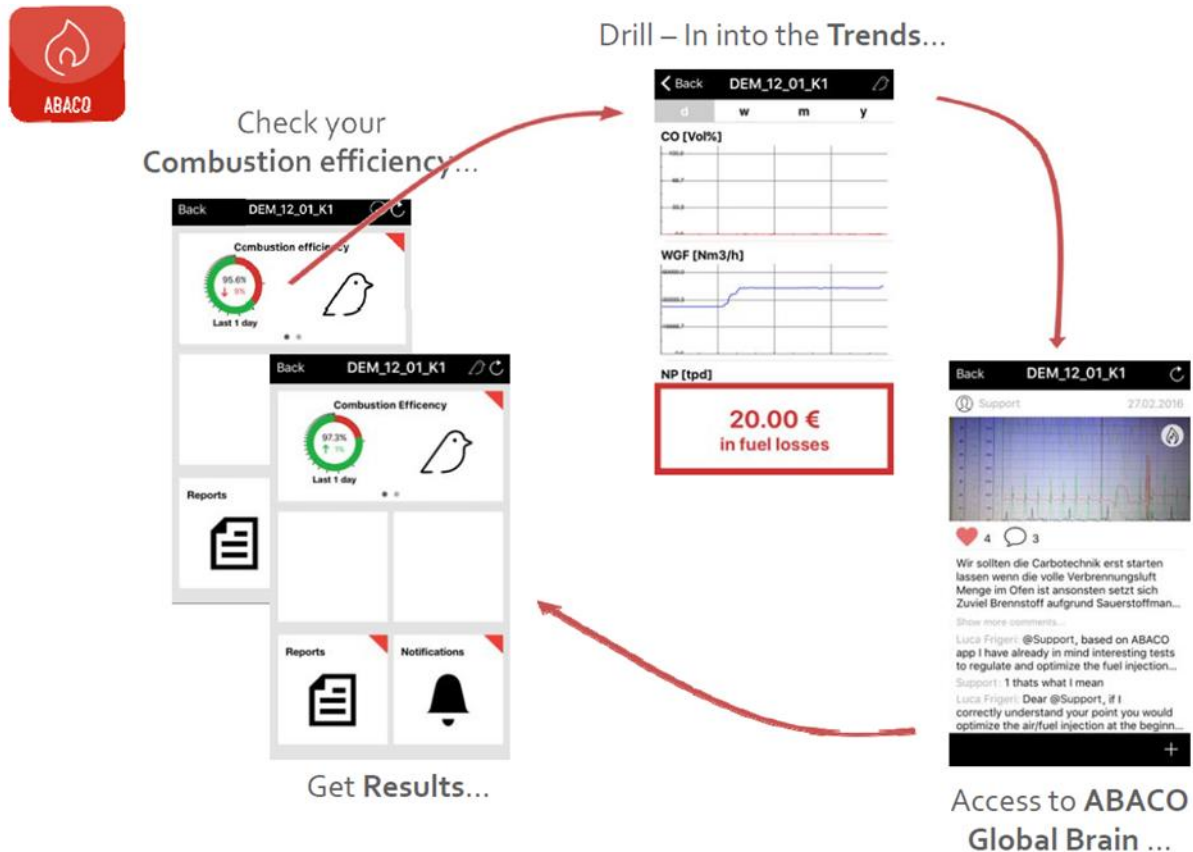 ABACO
Check your
Combustion efficiency...
Back DEM_12_01_K1
Combustion efficiency
95.6%
↓ 9%
Last 1 day
Reports
Back DEM_12_01_K1
Combustion Efficency
97.3%
↑ 1%
Last 1 day
Reports
Notifications
Get Results...
Drill – In into the Trends...
Back DEM_12_01_K1
d w m y
CO [Vol%]
WGF [Nm3/h]
NP [tpd]
20.00 €
in fuel losses
Back DEM_12_01_K1
Support 27.02.2016
4 3
Wir sollten die Carbotechnik erst starten
lassen wenn die volle Verbrennungsluft
Menge im Ofen ist ansonsten setzt sich
Zuviel Brennstoff aufgrund Sauerstoffman...
Show more comments...
Luca Frigeri: @Support, based on ABACO
app I have already in mind interesting tests
to regulate and optimize the fuel injection...
Support: 1 thats what I mean
Luca Frigeri: Dear @Support, if I
correctly understand your point you would
optimize the air/fuel injection at the beginn...
Access to ABACO
Global Brain ...